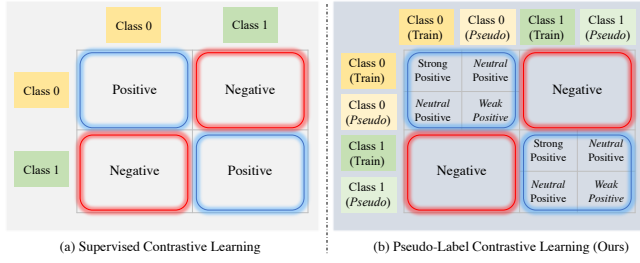 Class 0
Class 1
Class 0
Positive
Negative
Class 1
Negative
Positive
(a) Supervised Contrastive Learning
Class 0
(Train)
Class 0
(Pseudo)
Class 1
(Train)
Class 1
(Pseudo)
Class 0
(Train)
Strong
Positive
Neutral
Positive
Negative
Class 0
(Pseudo)
Neutral
Positive
Weak
Positive
Class 1
(Train)
Negative
Strong
Positive
Neutral
Positive
Class 1
(Pseudo)
Neutral
Positive
Weak
Positive
(b) Pseudo-Label Contrastive Learning (Ours)